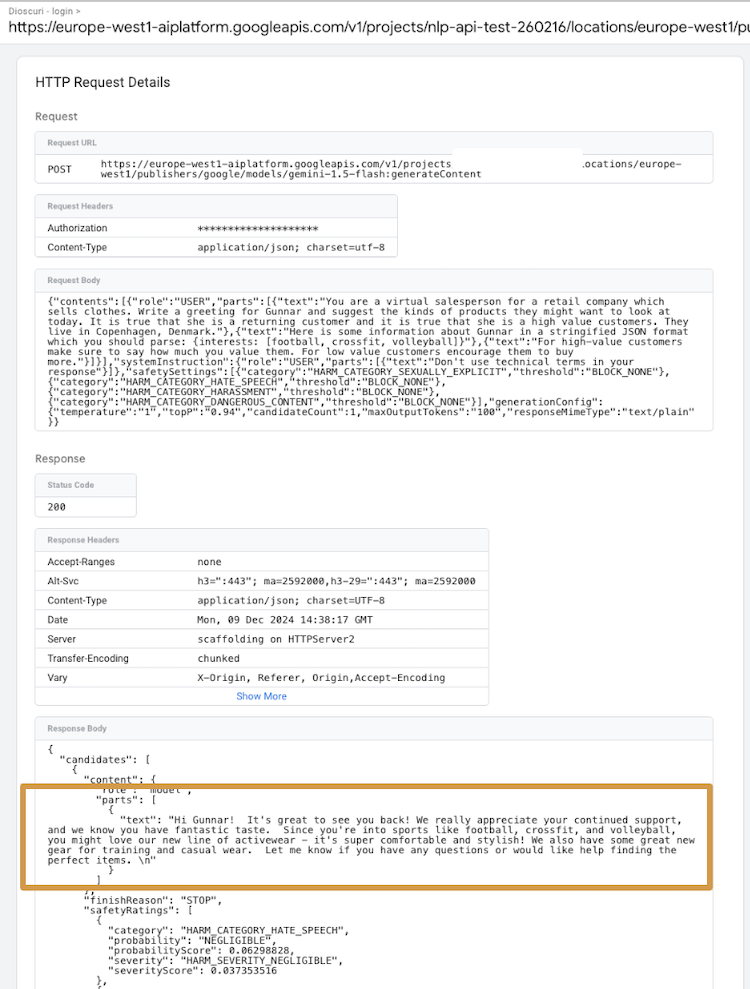 Dioscuri - login >
https://europe-west1-aiplatform.googleapis.com/v1/projects/nlp-api-test-260216/locations/europe-west1/pu
HTTP Request Details
Request
Request URL
POST https://europe-west1-aiplatform.googleapis.com/v1/projects locations/europe-
west1/publishers/google/models/gemini-1.5-flash:generateContent
Request Headers
Authorization ********************
Content-Type application/json; charset=utf-8
Request Body
{"contents":[{"role":"USER","parts":[{"text":"You are a virtual salesperson for a retail company which
sells clothes. Write a greeting for Gunnar and suggest the kinds of products they might want to look at
today. It is true that she is a returning customer and it is true that she is a high value customers. They
live in Copenhagen, Denmark."},{"text":"Here is some information about Gunnar in a stringified JSON format
which you should parse: {interests: [football, crossfit, volleyball]}"},{"text":"For high-value customers
make sure to say how much you value them. For low value customers encourage them to buy
more."}]}],"systemInstruction":{"role":"USER","parts":[{"text":"Don't use technical terms in your
response"}]},"safetySettings":[{"category":"HARM_CATEGORY_SEXUALLY_EXPLICIT","threshold":"BLOCK_NONE"},
{"category":"HARM_CATEGORY_HATE_SPEECH","threshold":"BLOCK_NONE"},
{"category":"HARM_CATEGORY_HARASSMENT","threshold":"BLOCK_NONE"},
{"category":"HARM_CATEGORY_DANGEROUS_CONTENT","threshold":"BLOCK_NONE"}],"generationConfig":
{"temperature":"1","topP":"0.94","candidateCount":1,"maxOutputTokens":"100","responseMimeType":"text/plain"
}}
Response
Status Code
200
Response Headers
Accept-Ranges none
Alt-Svc h3=":443"; ma=2592000,h3-29=":443"; ma=2592000
Content-Type application/json; charset=UTF-8
Date Mon, 09 Dec 2024 14:38:17 GMT
Server scaffolding on HTTPServer2
Transfer-Encoding chunked
Vary X-Origin, Referer, Origin,Accept-Encoding
Show More
Response Body
{
"candidates": [
{
"content": {
"role": "model",
"parts": [
{
"text": "Hi Gunnar!  It's great to see you back! We really appreciate your continued support,
and we know you have fantastic taste.  Since you're into sports like football, crossfit, and volleyball,
you might love our new line of activewear – it's super comfortable and stylish! We also have some great new
gear for training and casual wear.  Let me know if you have any questions or would like help finding the
perfect items. \n"
}
]
},
"finishReason": "STOP",
"safetyRatings": [
{
"category": "HARM_CATEGORY_HATE_SPEECH",
"probability": "NEGLIGIBLE",
"probabilityScore": 0.06298828,
"severity": "HARM_SEVERITY_NEGLIGIBLE",
"severityScore": 0.037353516
},
{